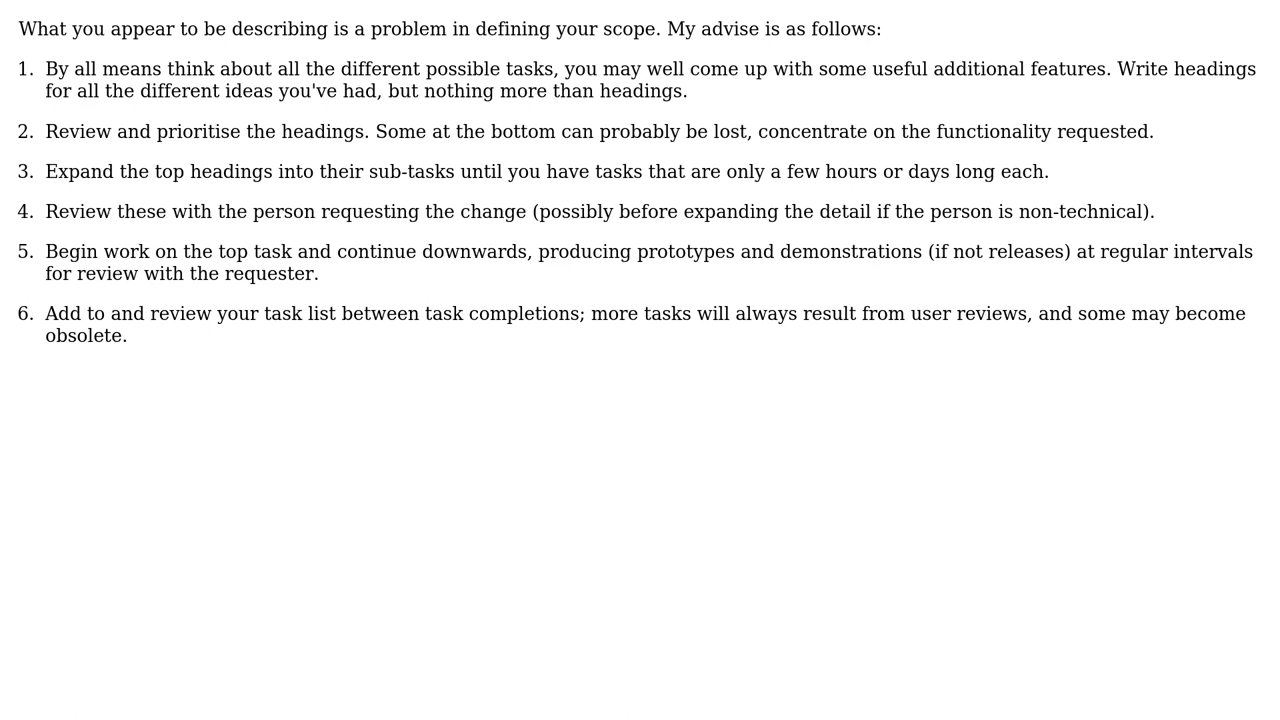 What you appear to be describing is a problem in defining your scope. My advise is as follows:
1. By all means think about all the different possible tasks, you may well come up with some useful additional features. Write headings
for all the different ideas you've had, but nothing more than headings.
2. Review and prioritise the headings. Some at the bottom can probably be lost, concentrate on the functionality requested.
3. Expand the top headings into their sub-tasks until you have tasks that are only a few hours or days long each.
4. Review these with the person requesting the change (possibly before expanding the detail if the person is non-technical).
5. Begin work on the top task and continue downwards, producing prototypes and demonstrations (if not releases) at regular intervals
for review with the requester.
6. Add to and review your task list between task completions; more tasks will always result from user reviews, and some may become
obsolete.